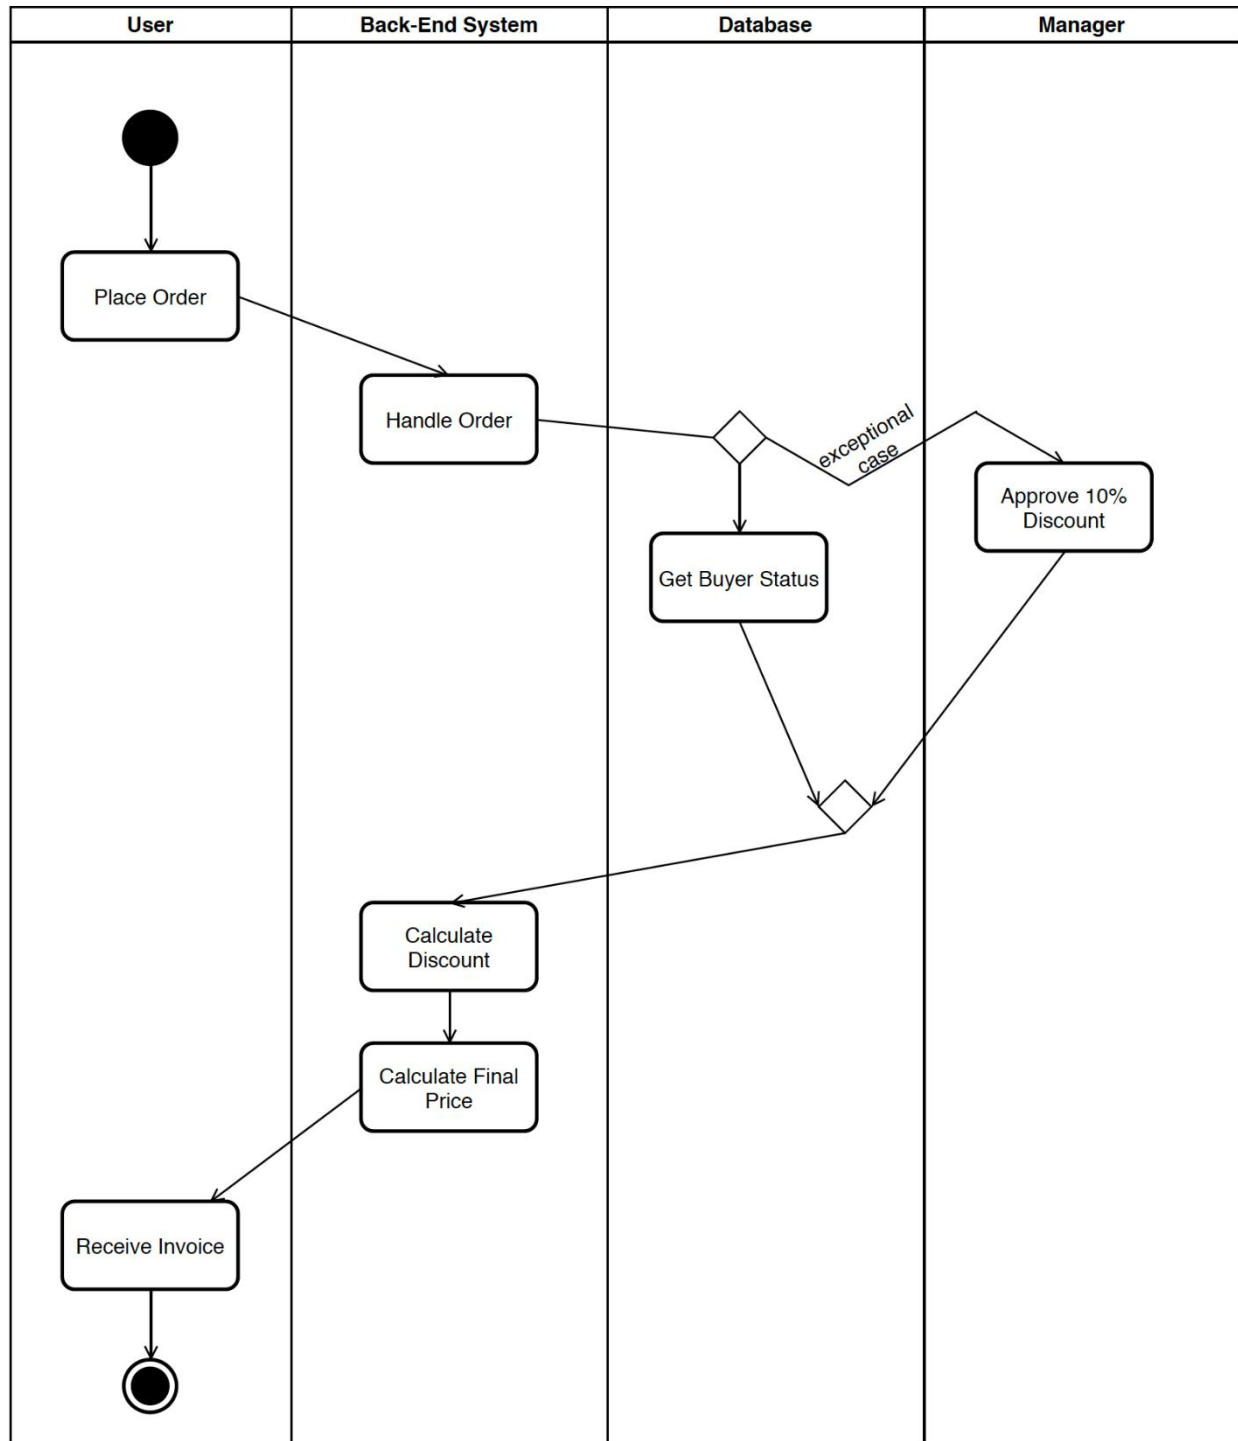 User
Back-End System
Database
Manager
Place Order
Handle Order
exceptional
case
Approve 10%
Discount
Get Buyer Status
Calculate
Discount
Calculate Final
Price
Receive Invoice